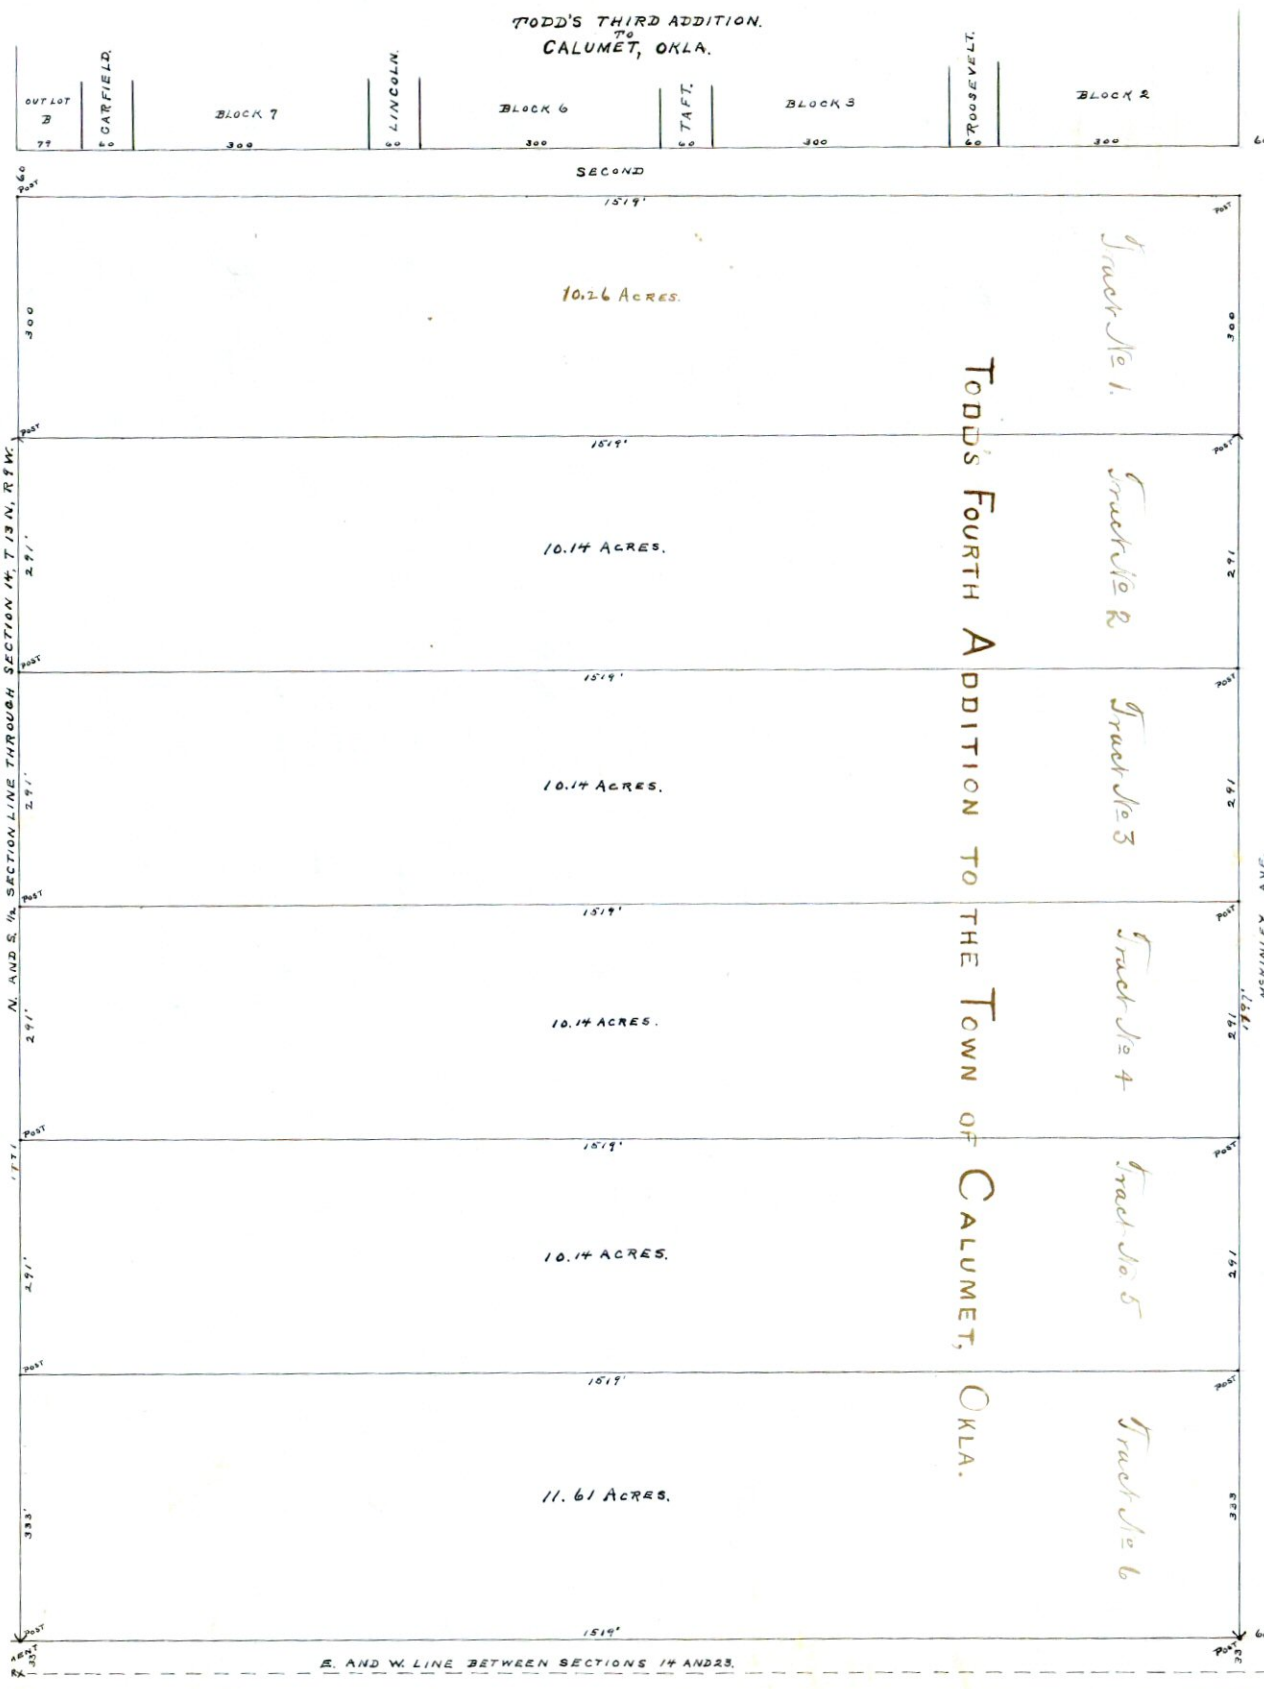 TODD'S THIRD ADDITION.
TO
CALUMET, OKLA.
OUT LOT
B
79
GARFIELD.
60
BLOCK 7
300
LINCOLN.
60
BLOCK 6
300
TAFT.
60
BLOCK 3
300
ROOSEVELT.
60
BLOCK 2
300
60
POST
SECOND
1519'
POST
300
10.26 ACRES.
Tract No 1.
300
POST
1519'
POST
291'
10.14 ACRES.
Tract No 2
291
POST
1519'
POST
291'
10.14 ACRES.
Tract No 3
291
POST
1519'
POST
291'
10.14 ACRES.
Tract No 4
291
POST
1519'
POST
291'
10.14 ACRES.
Tract No. 5
291
POST
1519'
POST
333'
11.61 ACRES.
Tract No 6
333
POST
1519'
POST
33'
33'
E. AND W. LINE BETWEEN SECTIONS 14 AND 23.
N. AND S. 1/2 SECTION LINE THROUGH SECTION 14, T 13 N, R 9 W.
TODD'S FOURTH ADDITION TO THE TOWN OF CALUMET, OKLA.